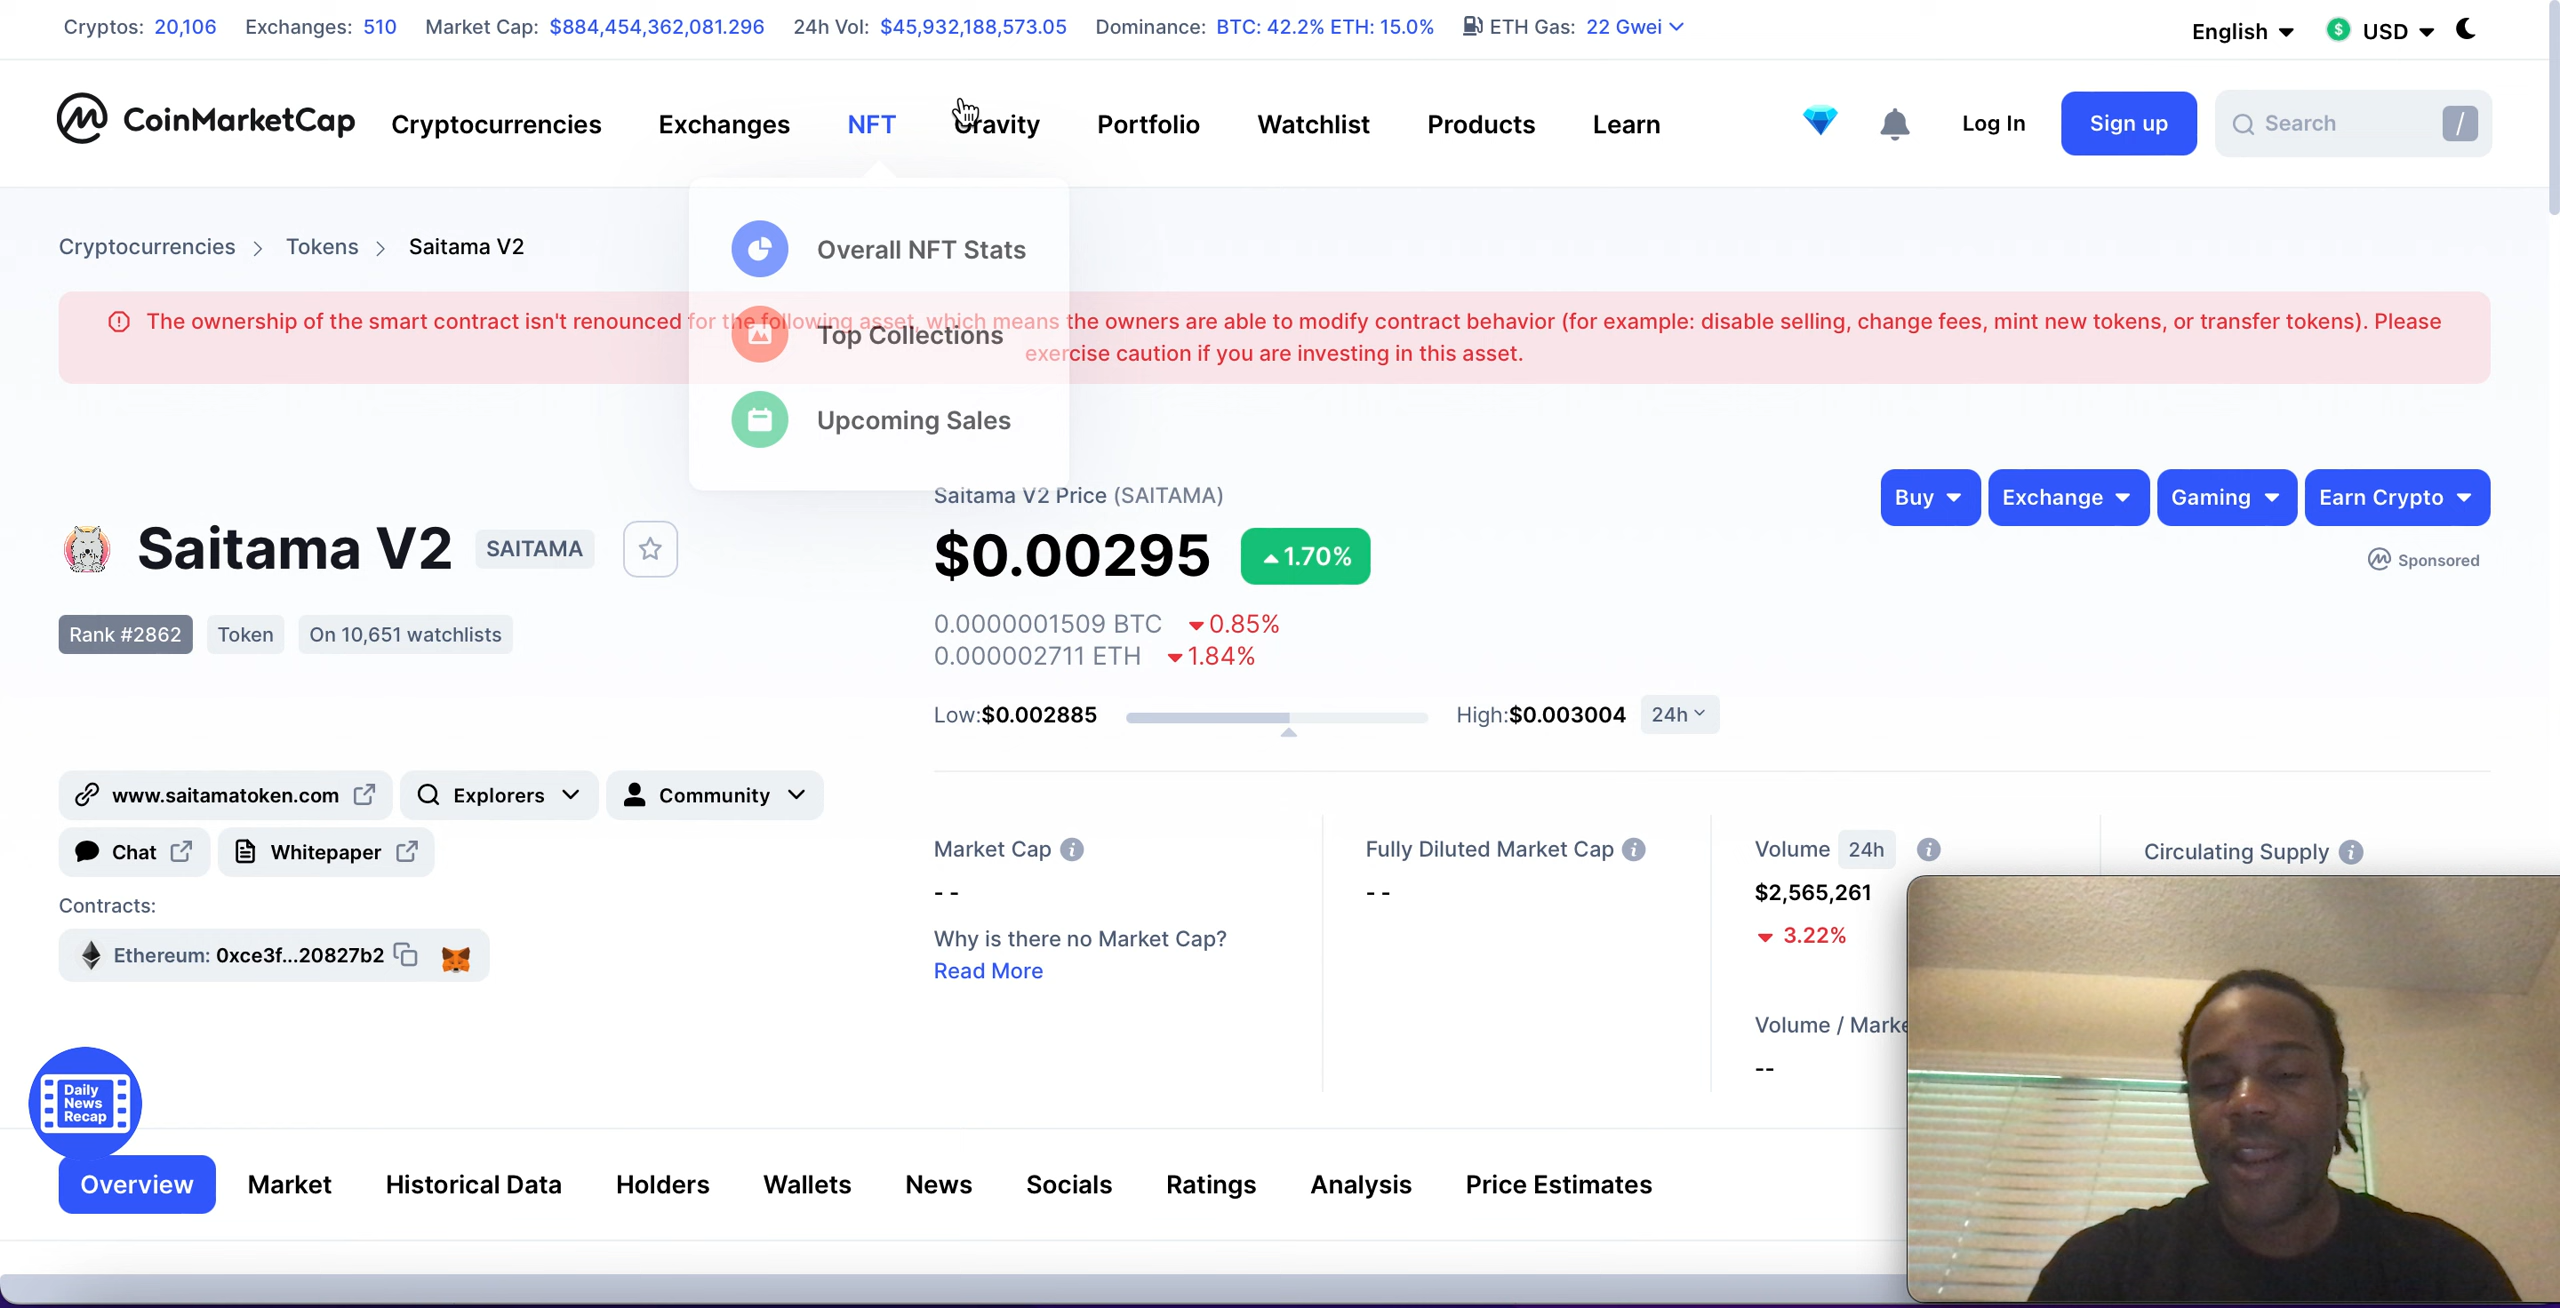 Cryptos: 20,106 Exchanges: 510 Market Cap: $884,454,362,081.296 24h Vol: $45,932,188,573.05 Dominance: BTC: 42.2% ETH: 15.0% ETH Gas: 22 Gwei
English USD
CoinMarketCap Cryptocurrencies Exchanges NFT Gravity Portfolio Watchlist Products Learn Log In Sign up Search /
Overall NFT Stats
Top Collections
Upcoming Sales
Cryptocurrencies > Tokens > Saitama V2
The ownership of the smart contract isn't renounced for the following asset, which means the owners are able to modify contract behavior (for example: disable selling, change fees, mint new tokens, or transfer tokens). Please
exercise caution if you are investing in this asset.
Saitama V2 SAITAMA
Rank #2862 Token On 10,651 watchlists
www.saitamatoken.com Explorers Community
Chat Whitepaper
Contracts:
Ethereum: 0xce3f...20827b2
Saitama V2 Price (SAITAMA)
$0.00295 1.70%
0.0000001509 BTC 0.85%
0.000002711 ETH 1.84%
Low:$0.002885 High:$0.003004 24h
Buy Exchange Gaming Earn Crypto
Sponsored
Market Cap
- -
Why is there no Market Cap?
Read More
Fully Diluted Market Cap
- -
Volume 24h
$2,565,261
3.22%
Volume / Marke
--
Circulating Supply
Daily
News
Recap
Overview Market Historical Data Holders Wallets News Socials Ratings Analysis Price Estimates